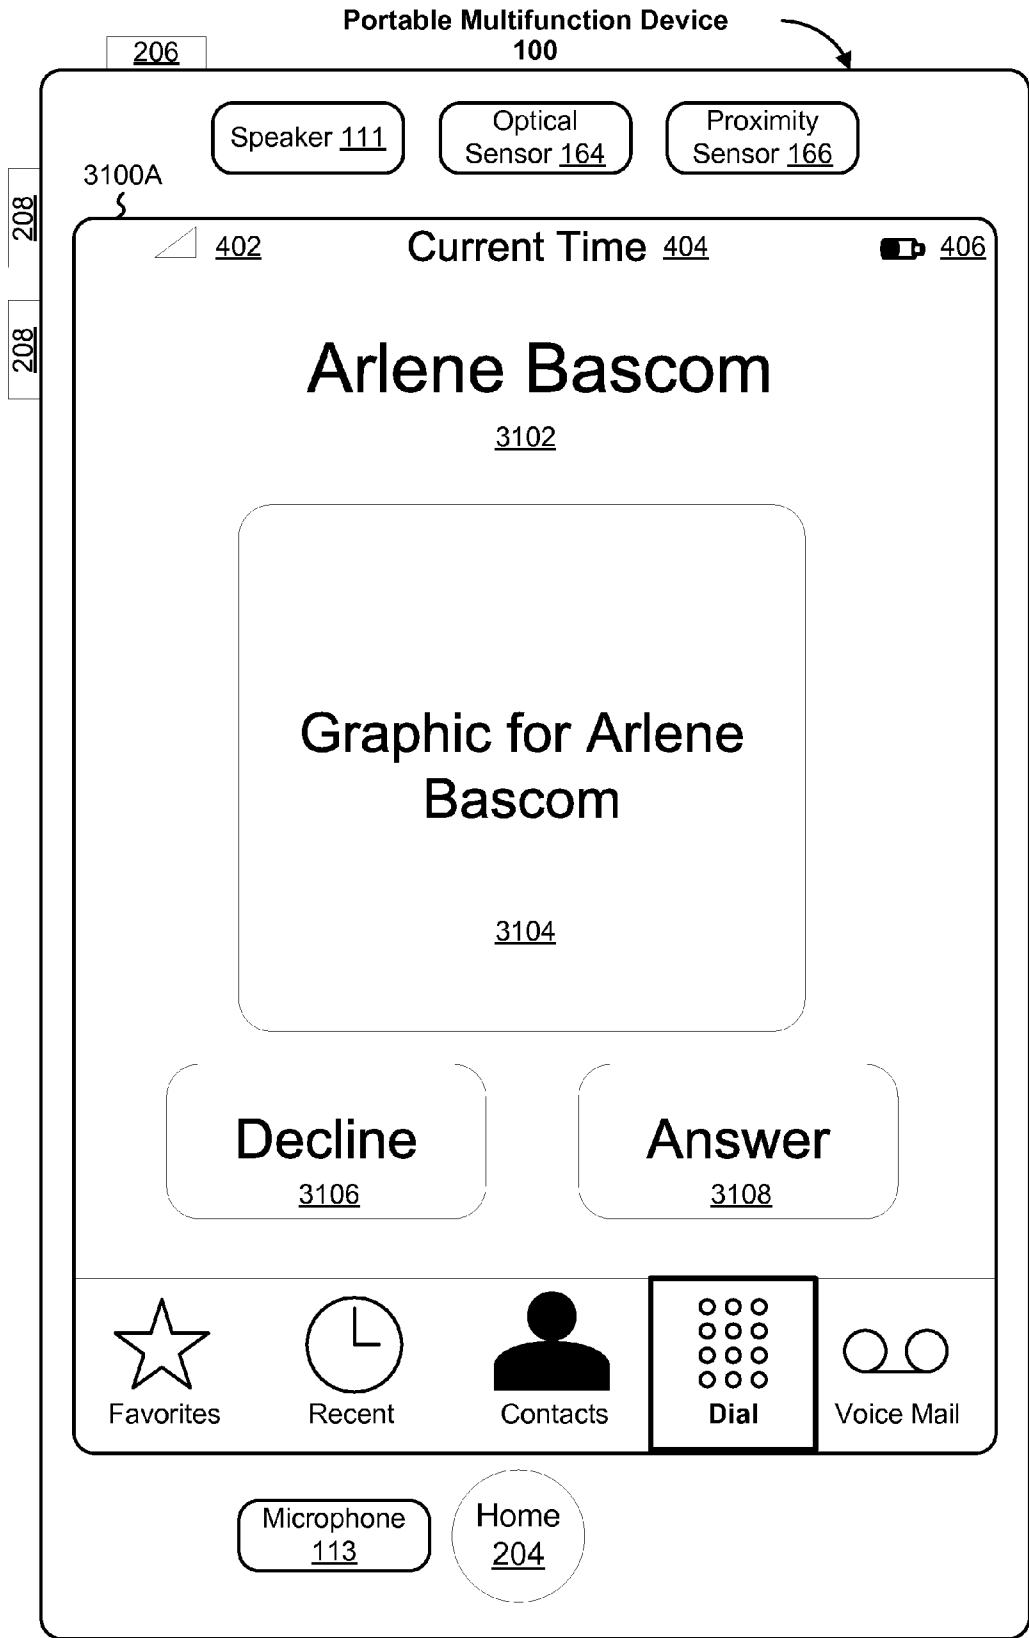 Portable Multifunction Device
100
206
Speaker 111
Optical
Sensor 164
Proximity
Sensor 166
3100A
208
208
402
Current Time 404
406
Arlene Bascom
3102
Graphic for Arlene
Bascom
3104
Decline
3106
Answer
3108
Favorites
Recent
Contacts
Dial
Voice Mail
Microphone
113
Home
204